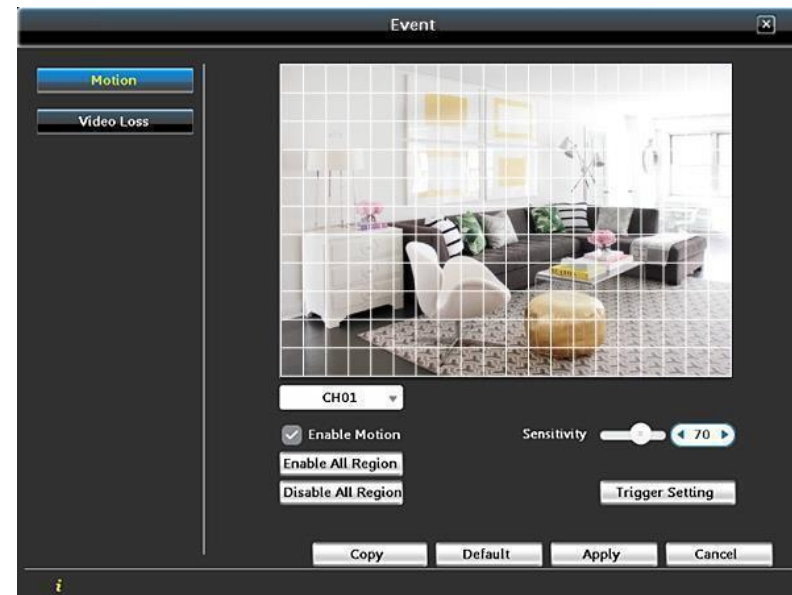 Event
Motion
Video Loss
CH01
Enable Motion
Sensitivity
70
Enable All Region
Disable All Region
Trigger Setting
Copy
Default
Apply
Cancel
i